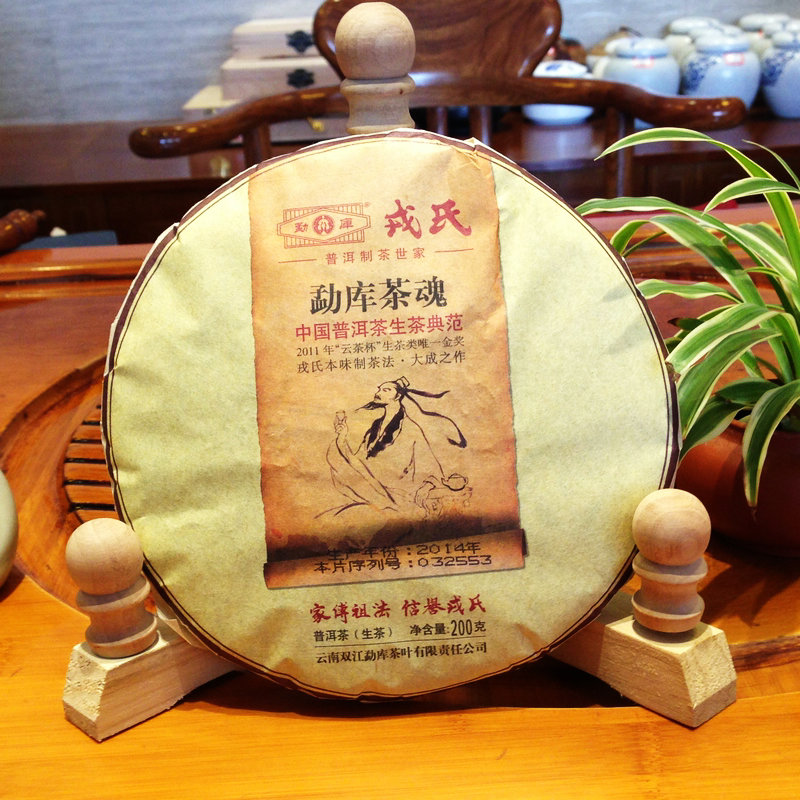 勐 庫®
戎氏
普洱制茶世家
勐库茶魂
中国普洱茶生茶典范
2011年“云茶杯”生茶类唯一金奖
戎氏本味制茶法·大成之作
生产年份：2014年
本片序列号：032553
家传祖法 信誉戎氏
普洱茶（生茶） 净含量:200克
云南双江勐库茶叶有限责任公司